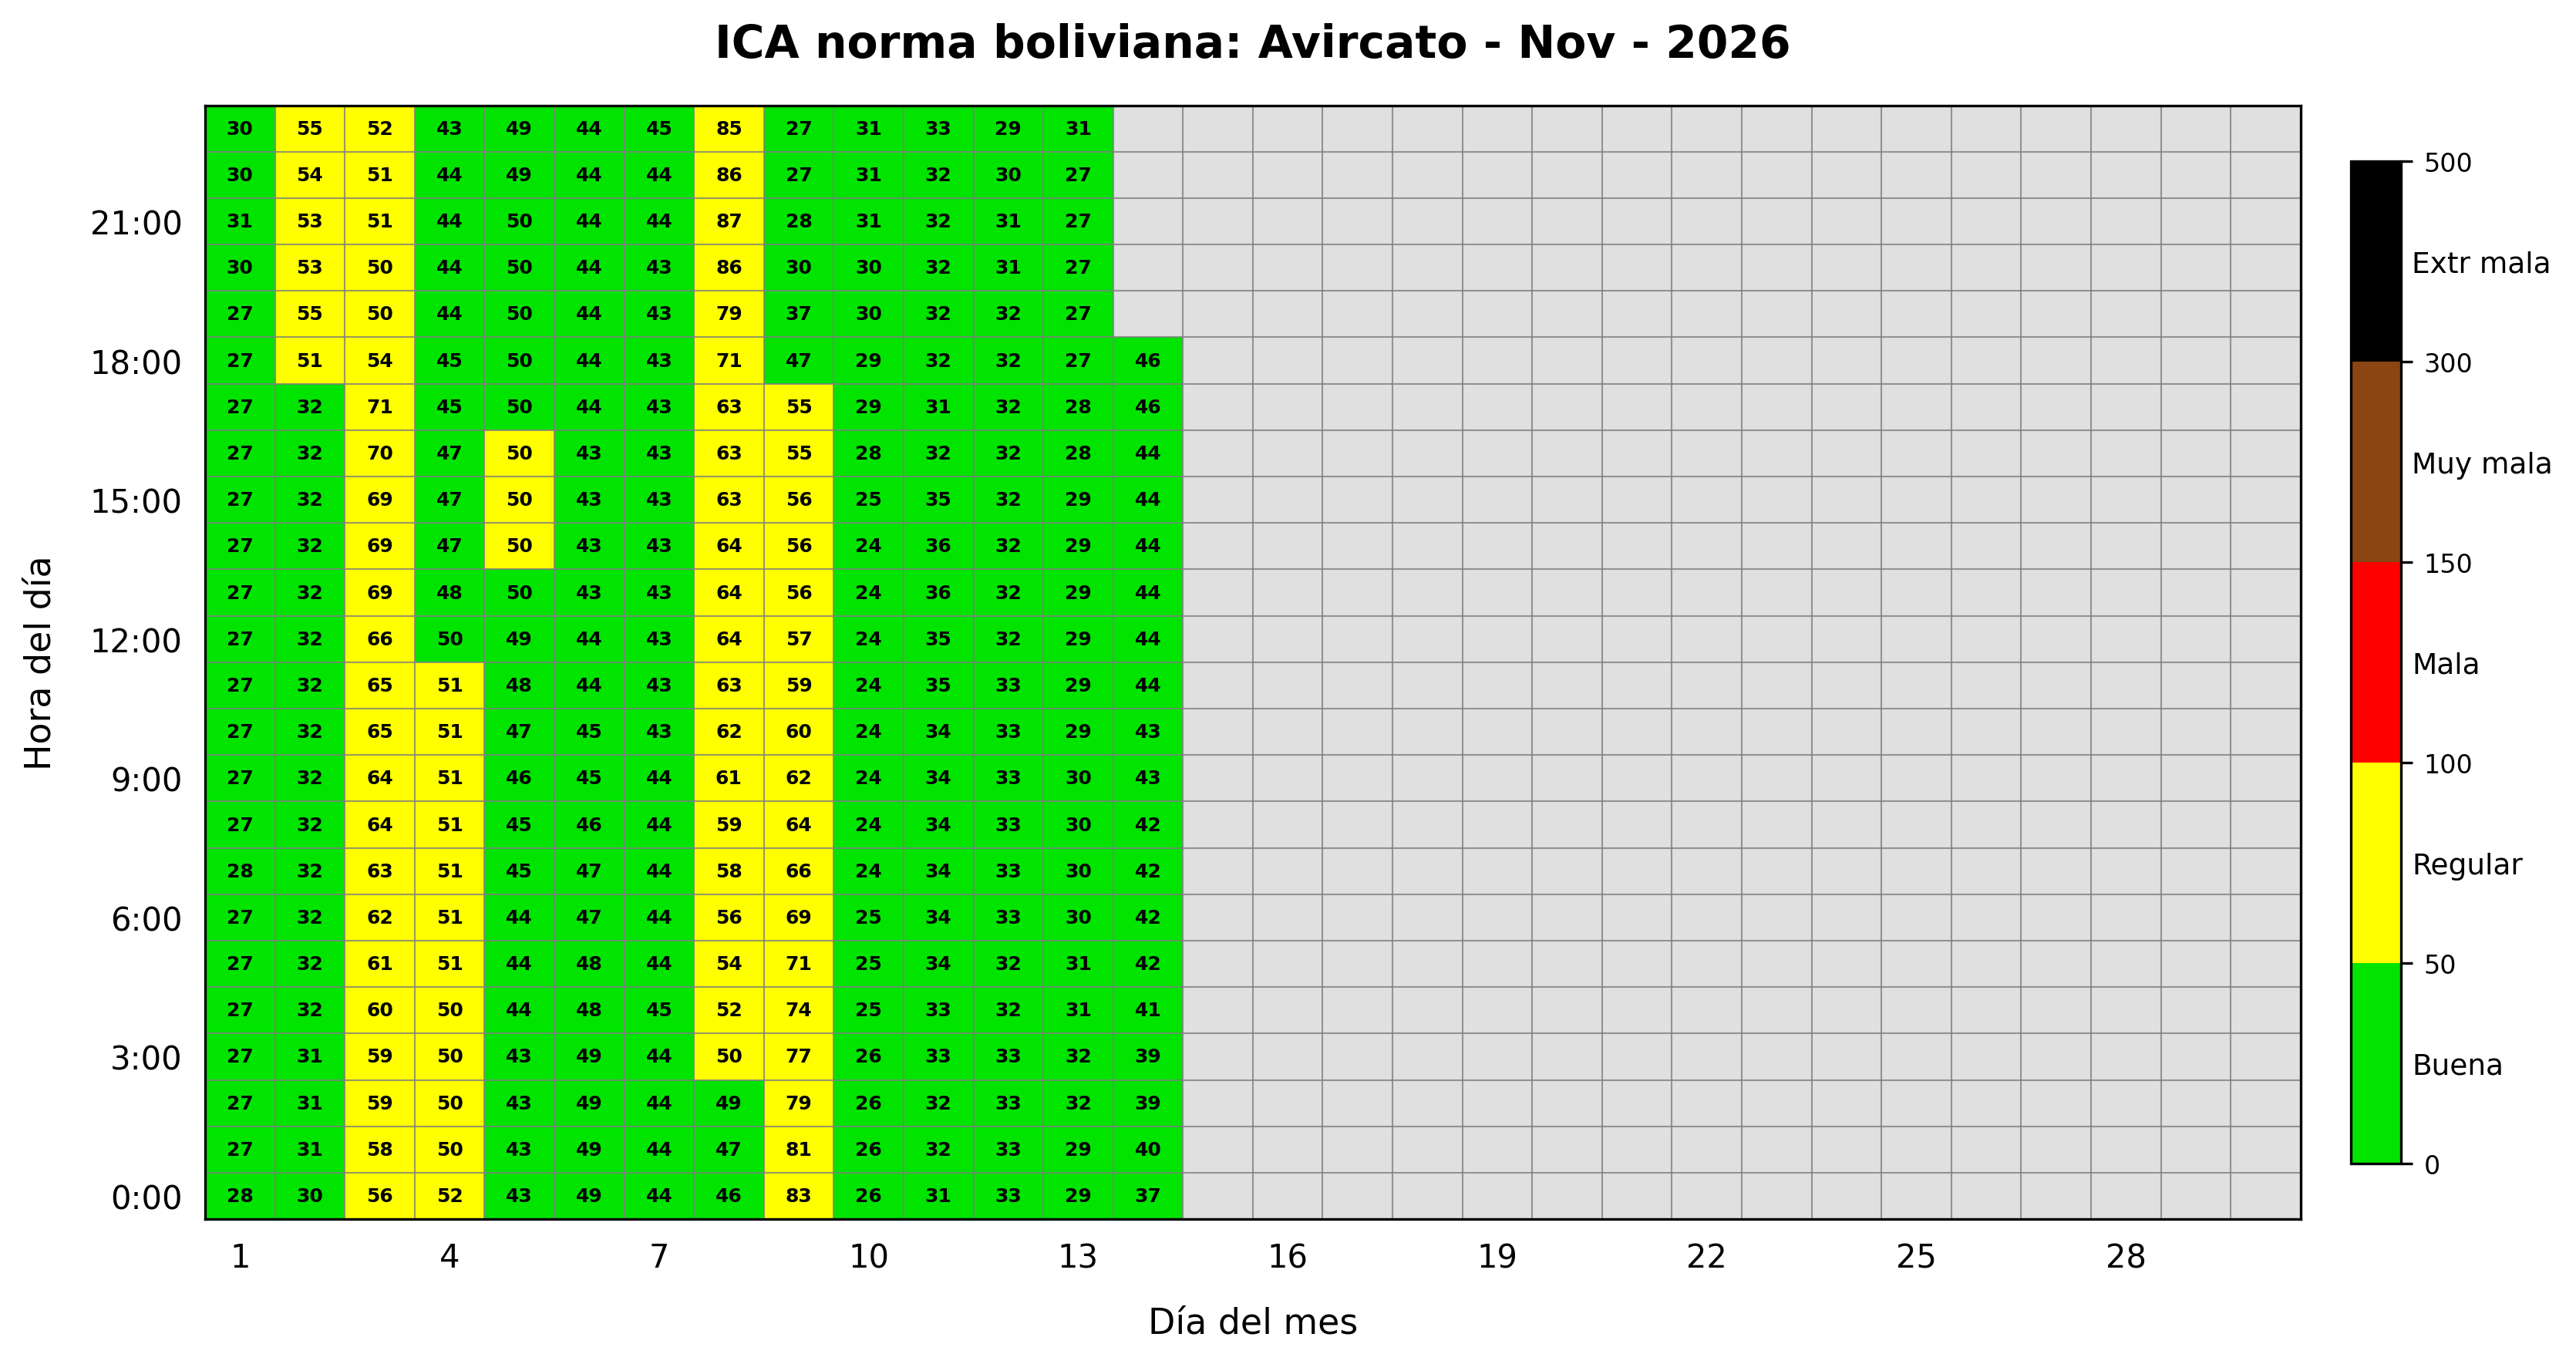 ICA norma boliviana: Avircato - Nov - 2026
30 55 52 43 49 44 45 85 27 31 33 29 31
30 54 51 44 49 44 44 86 27 31 32 30 27
21:00 31 53 51 44 50 44 44 87 28 31 32 31 27
30 53 50 44 50 44 43 86 30 30 32 31 27
27 55 50 44 50 44 43 79 37 30 32 32 27
18:00 27 51 54 45 50 44 43 71 47 29 32 32 27 46
27 32 71 45 50 44 43 63 55 29 31 32 28 46
27 32 70 47 50 43 43 63 55 28 32 32 28 44
15:00 27 32 69 47 50 43 43 63 56 25 35 32 29 44
27 32 69 47 50 43 43 64 56 24 36 32 29 44
27 32 69 48 50 43 43 64 56 24 36 32 29 44
12:00 27 32 66 50 49 44 43 64 57 24 35 32 29 44
27 32 65 51 48 44 43 63 59 24 35 33 29 44
27 32 65 51 47 45 43 62 60 24 34 33 29 43
9:00 27 32 64 51 46 45 44 61 62 24 34 33 30 43
27 32 64 51 45 46 44 59 64 24 34 33 30 42
28 32 63 51 45 47 44 58 66 24 34 33 30 42
6:00 27 32 62 51 44 47 44 56 69 25 34 33 30 42
27 32 61 51 44 48 44 54 71 25 34 32 31 42
27 32 60 50 44 48 45 52 74 25 33 32 31 41
3:00 27 31 59 50 43 49 44 50 77 26 33 33 32 39
27 31 59 50 43 49 44 49 79 26 32 33 32 39
27 31 58 50 43 49 44 47 81 26 32 33 29 40
0:00 28 30 56 52 43 49 44 46 83 26 31 33 29 37
1 4 7 10 13 16 19 22 25 28
Día del mes
Hora del día
500
Extr mala
300
Muy mala
150
Mala
100
Regular
50
Buena
0